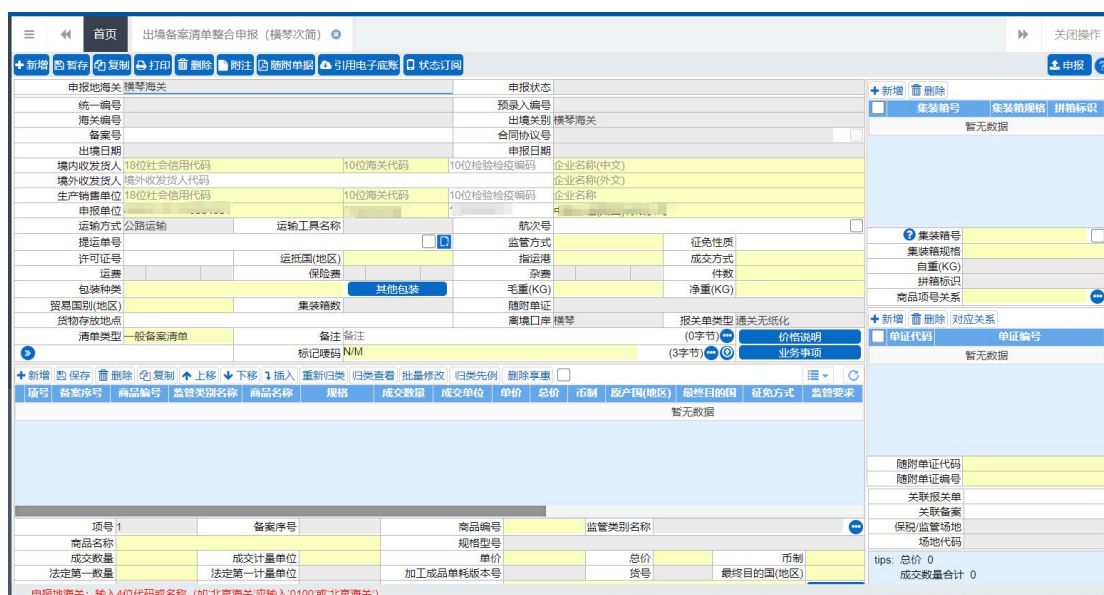 首页 出境备案清单整合申报（横琴次简） 关闭操作
新增 暂存 复制 打印 删除 附注 随附单据 引用电子底账 状态订阅 申报
申报地海关 横琴海关 申报状态
统一编号 预录入编号
海关编号 出境关别 横琴海关
备案号 合同协议号
出境日期 申报日期
境内收发货人 18位社会信用代码 10位海关代码 10位检验检疫编码 企业名称(中文)
境外收发货人 境外收发货人代码 企业名称(外文)
生产销售单位 18位社会信用代码 10位海关代码 10位检验检疫编码 企业名称
申报单位
运输方式 公路运输 运输工具名称 航次号
提运单号 监管方式 征免性质
许可证号 运抵国(地区) 指运港 成交方式
运费 保险费 杂费 件数
包装种类 其他包装 毛重(KG) 净重(KG)
贸易国别(地区) 集装箱数 随附单证
货物存放地点 离境口岸 横琴 报关单类型 通关无纸化
清单类型 一般备案清单 备注 备注 (0字节) 价格说明
标记唛码 N/M (3字节) 业务事项
新增 保存 删除 复制 上移 下移 插入 重新归类 归类查看 批量修改 归类先例 删除享惠
项号 备案序号 商品编号 监管类别名称 商品名称 规格 成交数量 成交单位 单价 总价 币制 原产国(地区) 最终目的国 征免方式 监管要求
暂无数据
项号 1 备案序号 商品编号 监管类别名称
商品名称 规格型号
成交数量 成交计量单位 单价 总价 币制
法定第一数量 法定第一计量单位 加工成品单耗版本号 货号 最终目的国(地区)
申报地海关：输入4位代码或名称（如'北京海关'应输入'0100'或'北京海关'）
新增 删除
集装箱号 集装箱规格 拼箱标识
暂无数据
集装箱号
集装箱规格
自重(KG)
拼箱标识
商品项号关系
新增 删除 对应关系
单证代码 单证编号
暂无数据
随附单证代码
随附单证编号
关联报关单
关联备案
保税/监管场地
场地代码
tips: 总价 0
成交数量合计 0